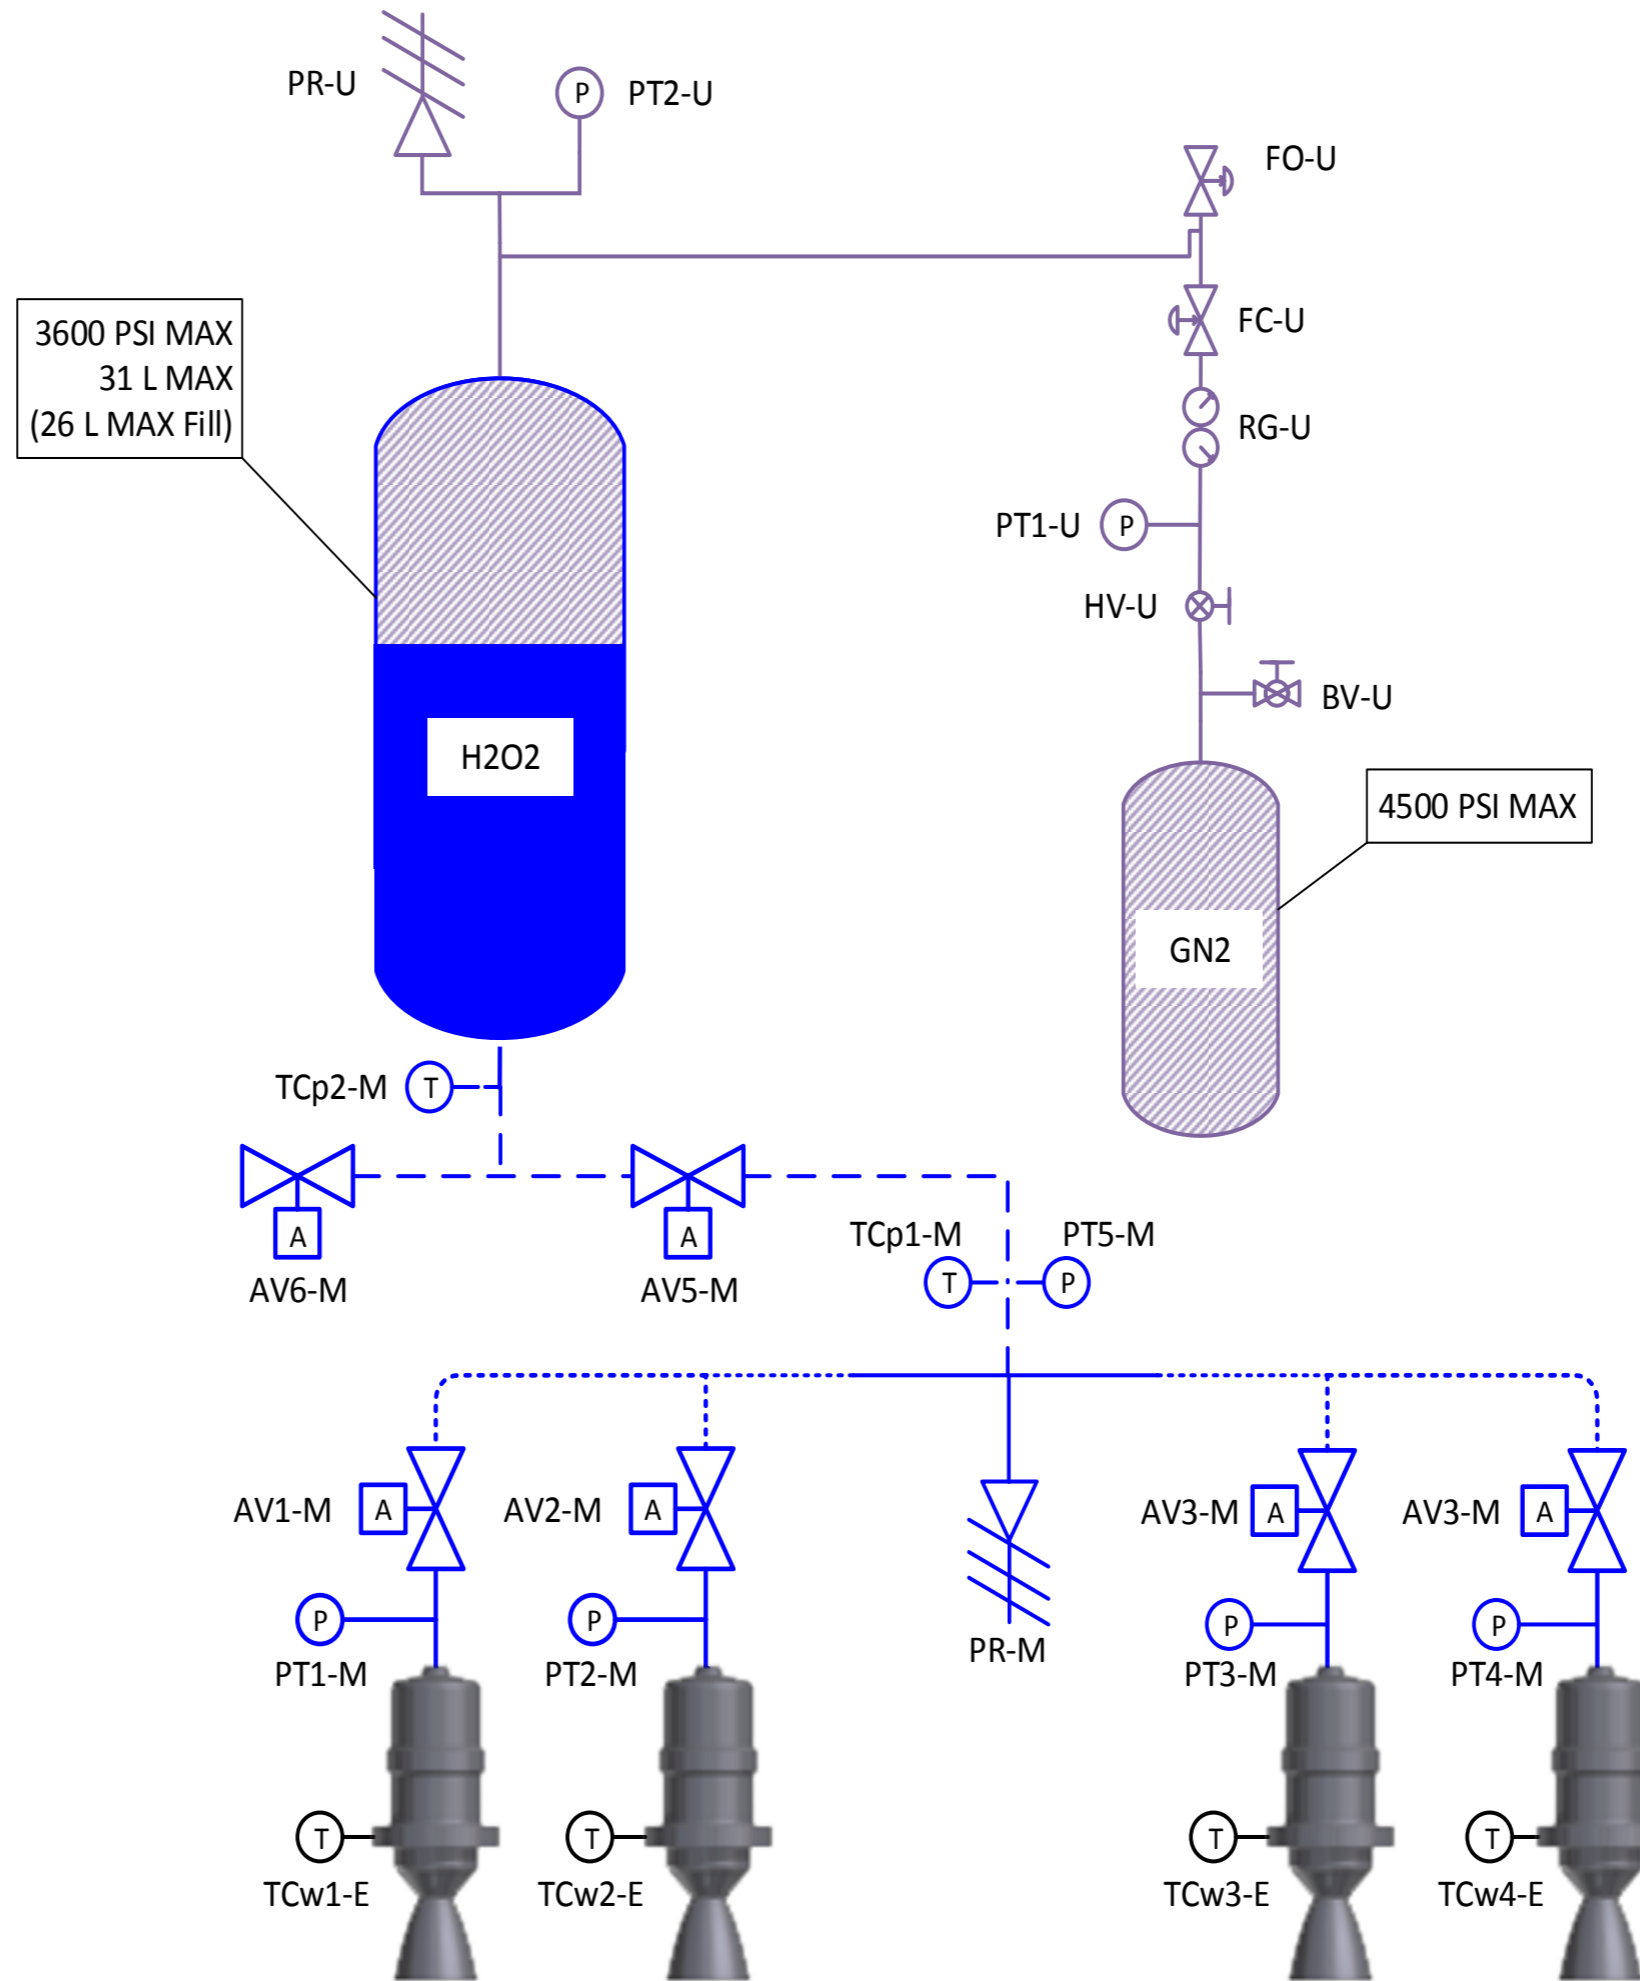 PR-U
P
PT2-U
FO-U
3600 PSI MAX
31 L MAX
(26 L MAX Fill)
FC-U
RG-U
PT1-U
P
HV-U
BV-U
H2O2
4500 PSI MAX
GN2
TCp2-M
T
A
AV6-M
A
AV5-M
TCp1-M
PT5-M
T
P
AV1-M
A
AV2-M
A
AV3-M
A
AV3-M
A
P
PT1-M
P
PT2-M
PR-M
P
PT3-M
P
PT4-M
T
TCw1-E
T
TCw2-E
T
TCw3-E
T
TCw4-E